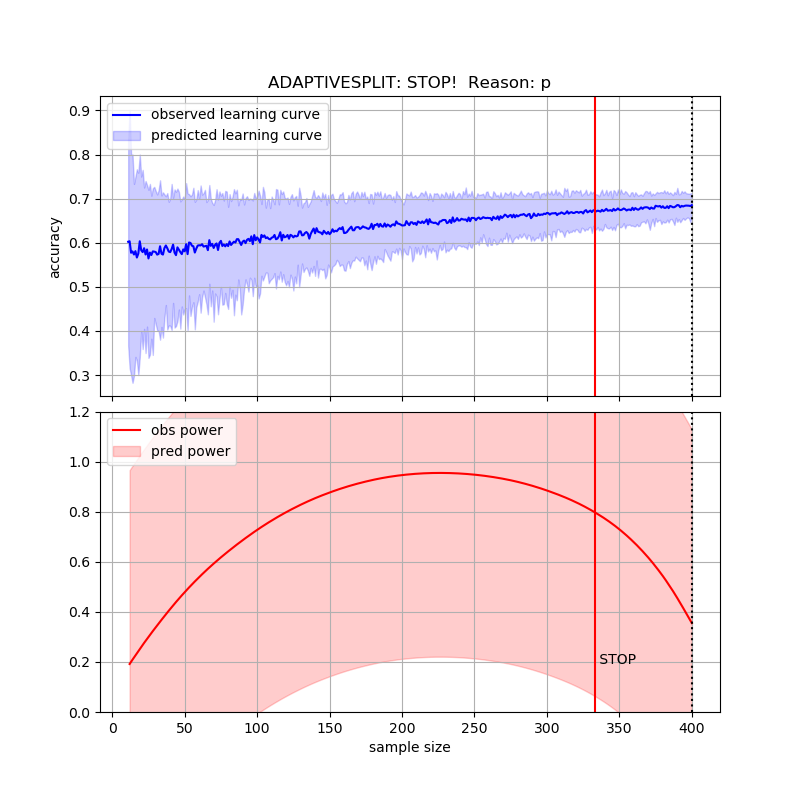 ADAPTIVESPLIT: STOP!  Reason: p
observed learning curve
predicted learning curve
accuracy
0.9
0.8
0.7
0.6
0.5
0.4
0.3
obs power
pred power
1.2
1.0
0.8
0.6
0.4
0.2
0.0
STOP
0 50 100 150 200 250 300 350 400
sample size